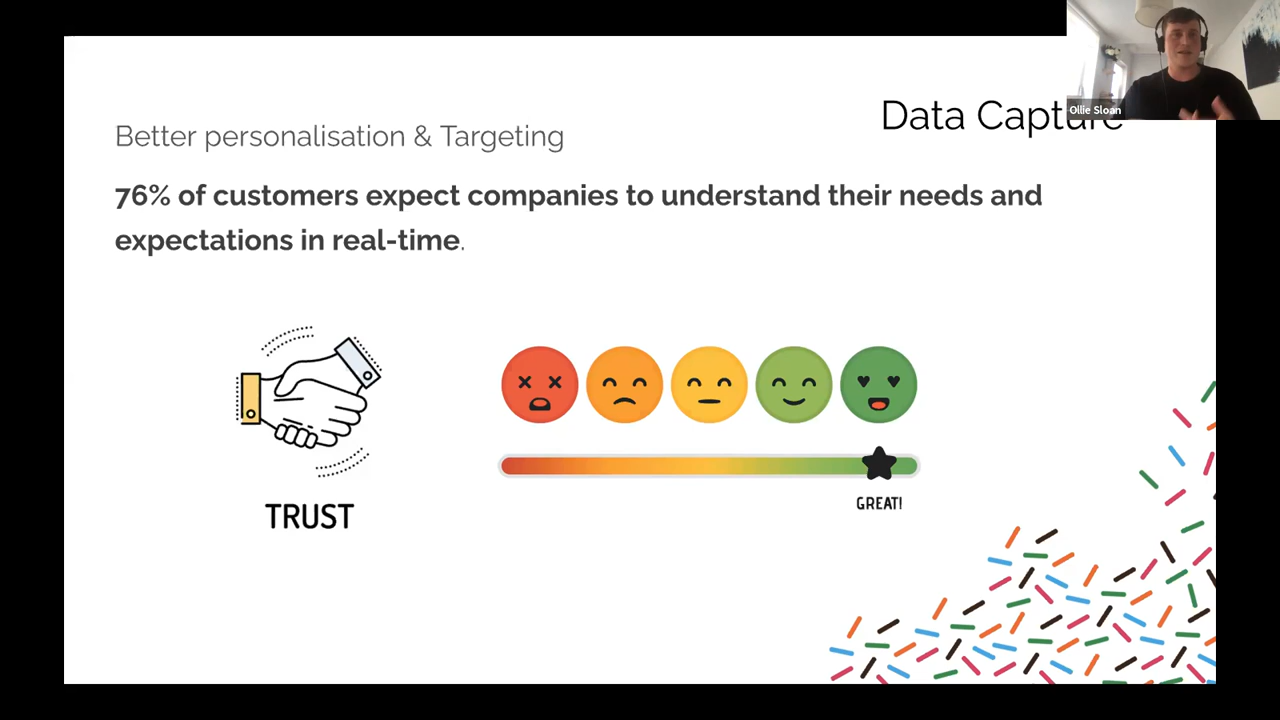 Ollie Sloan
Data Capture
Better personalisation & Targeting
76% of customers expect companies to understand their needs and
expectations in real-time.
TRUST
GREAT!